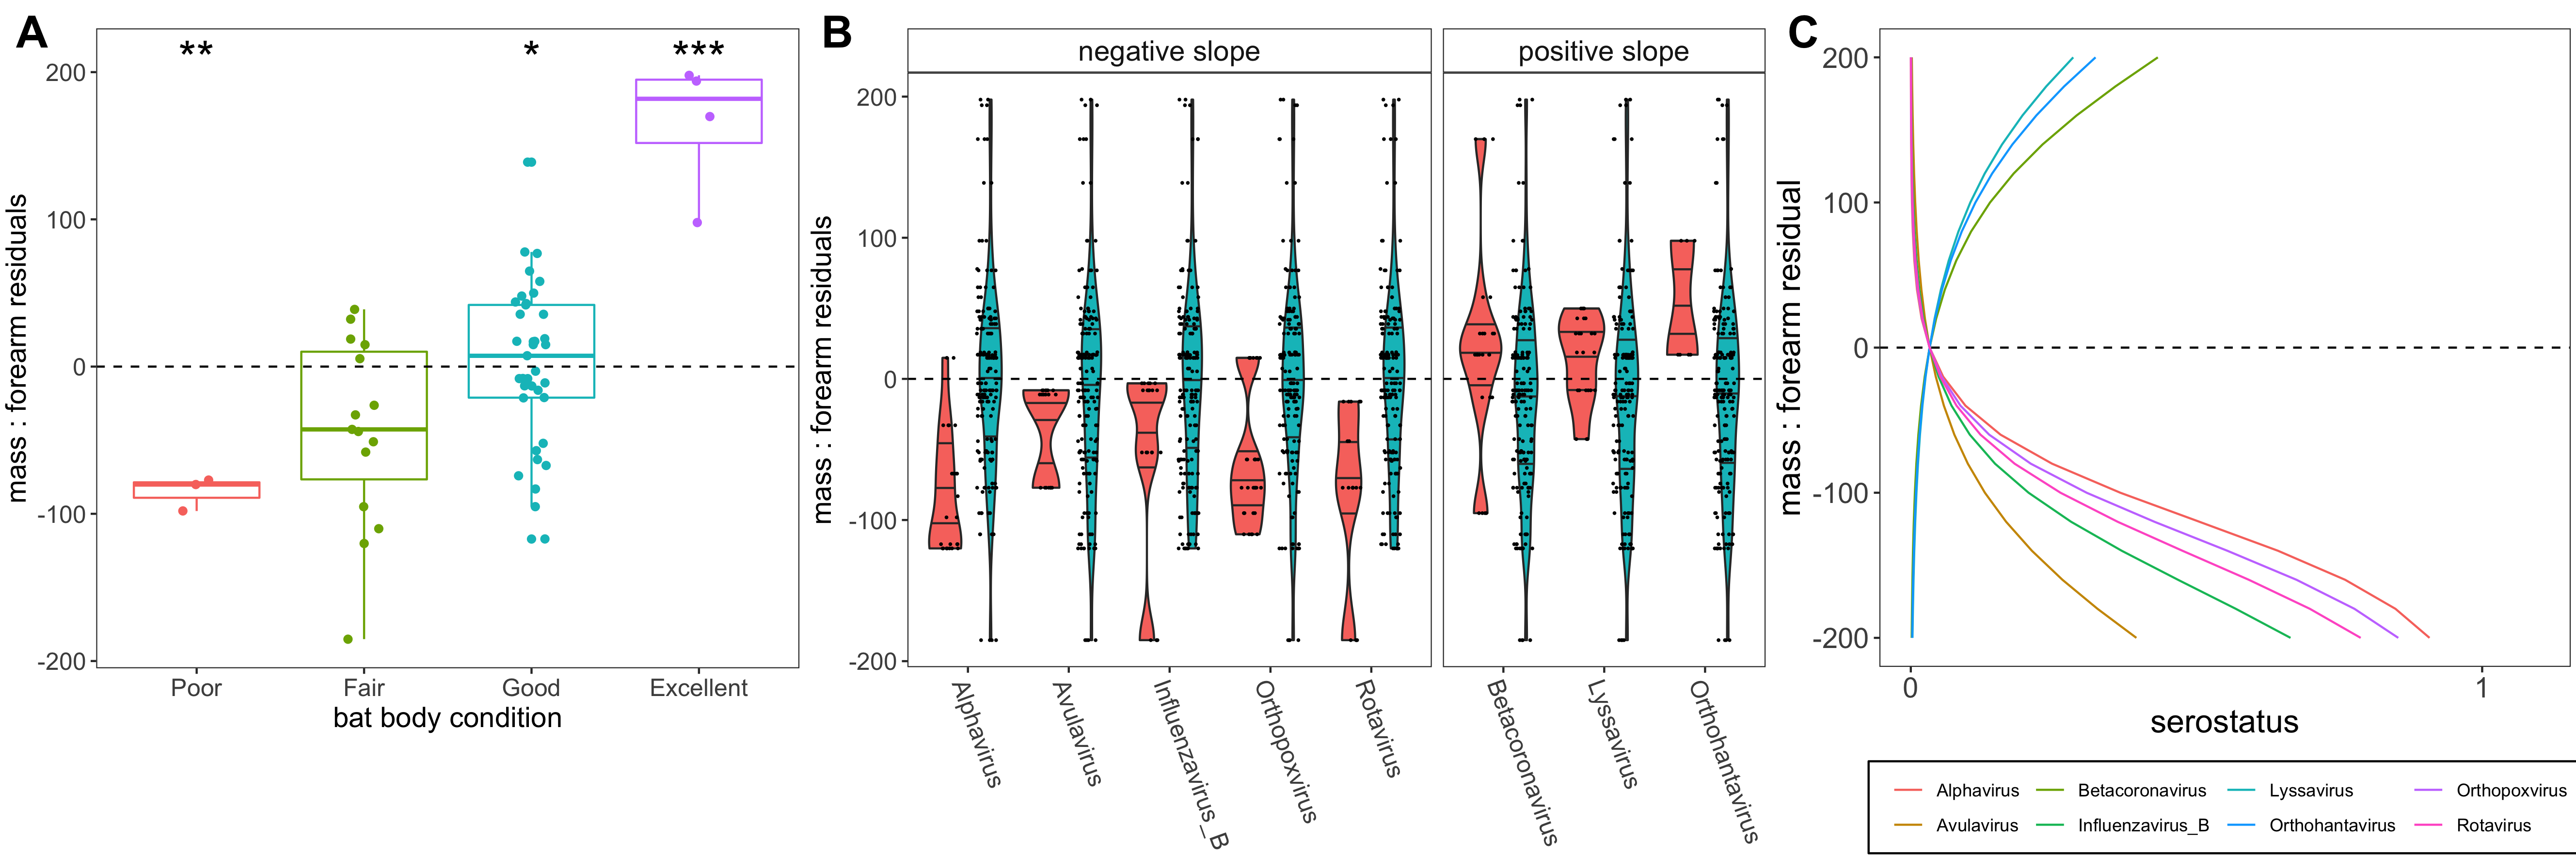 A
** * ***
200
100
0
-100
-200
mass : forearm residuals
Poor Fair Good Excellent
bat body condition
B
negative slope positive slope
200
100
0
-100
-200
mass : forearm residuals
Alphavirus
Avulavirus
Influenzavirus_B
Orthopoxvirus
Rotavirus
Betacoronavirus
Lyssavirus
Orthohantavirus
C
200
100
0
-100
-200
mass : forearm residual
0 1
serostatus
Alphavirus Betacoronavirus Lyssavirus Orthopoxvirus
Avulavirus Influenzavirus_B Orthohantavirus Rotavirus